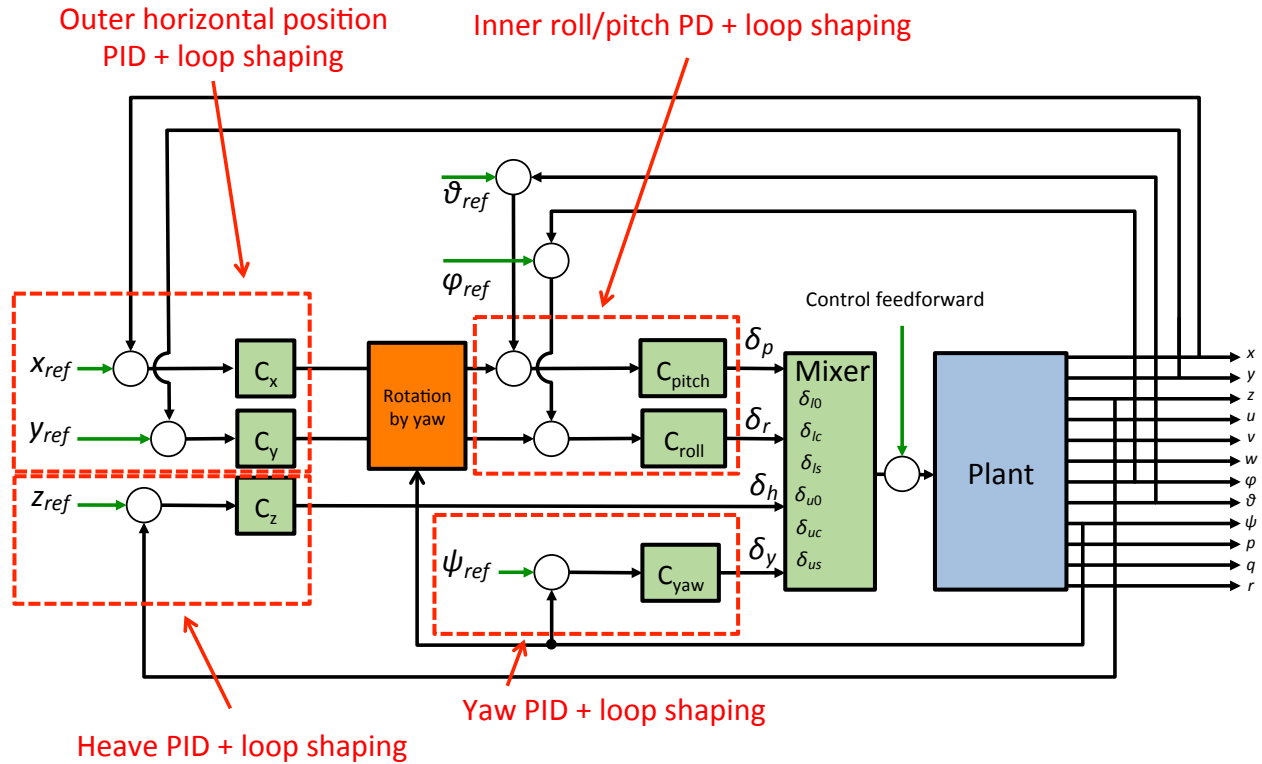 Outer horizontal position
PID + loop shaping
Inner roll/pitch PD + loop shaping
ϑref
φref
Control feedforward
xref
Cx
Rotation
by yaw
Cpitch
δp
Mixer
δl0
δlc
δls
δu0
δuc
δus
Plant
x
y
z
u
v
w
φ
ϑ
ψ
p
q
r
yref
Cy
Croll
δr
zref
Cz
δh
ψref
Cyaw
δy
Yaw PID + loop shaping
Heave PID + loop shaping